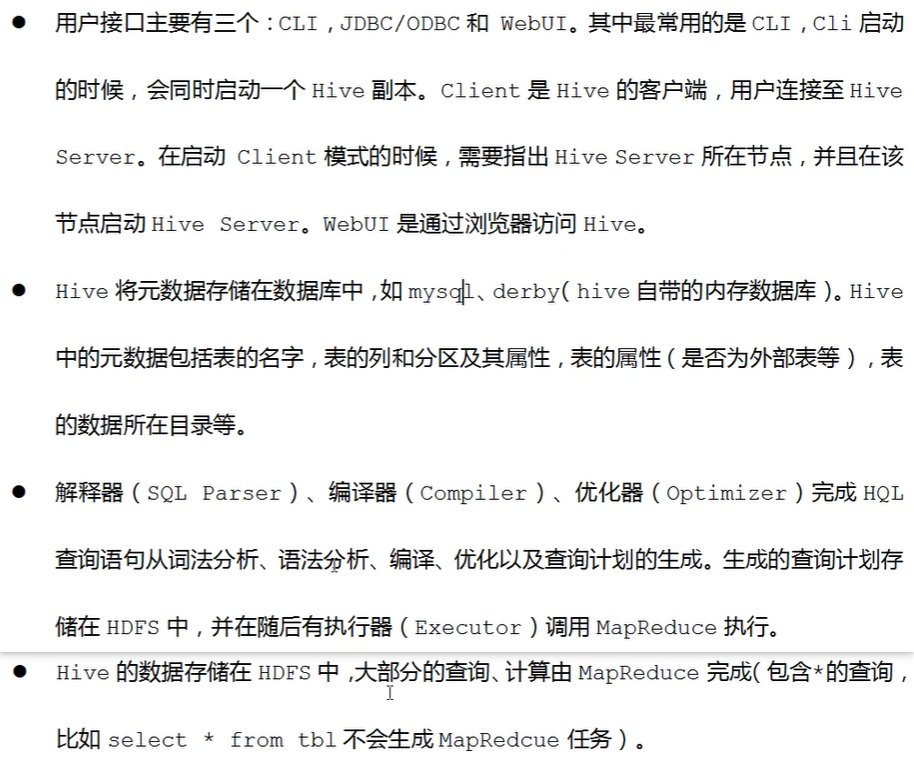 ● 用户接口主要有三个：CLI，JDBC/ODBC 和 WebUI。其中最常用的是 CLI，Cli 启动
的时候，会同时启动一个 Hive 副本。Client 是 Hive 的客户端，用户连接至 Hive
Server。在启动 Client 模式的时候，需要指出 Hive Server 所在节点，并且在该
节点启动 Hive Server。WebUI 是通过浏览器访问 Hive。
● Hive 将元数据存储在数据库中，如 mysql、derby（hive 自带的内存数据库）。Hive
中的元数据包括表的名字，表的列和分区及其属性，表的属性（是否为外部表等），表
的数据所在目录等。
● 解释器（SQL Parser）、编译器（Compiler）、优化器（Optimizer）完成 HQL
查询语句从词法分析、语法分析、编译、优化以及查询计划的生成。生成的查询计划存
储在 HDFS 中，并在随后有执行器（Executor）调用 MapReduce 执行。
● Hive 的数据存储在 HDFS 中，大部分的查询、计算由 MapReduce 完成（包含*的查询，
比如 select * from tbl 不会生成 MapRedcue 任务）。